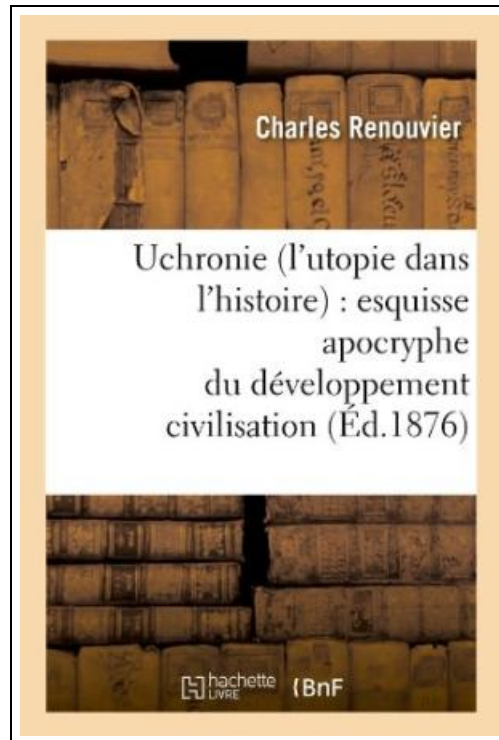 Charles Renouvier
Uchronie (l'utopie dans
l'histoire) : esquisse
apocryphe
du développement
civilisation (Éd.1876)
hachette
LIVRE
{BnF